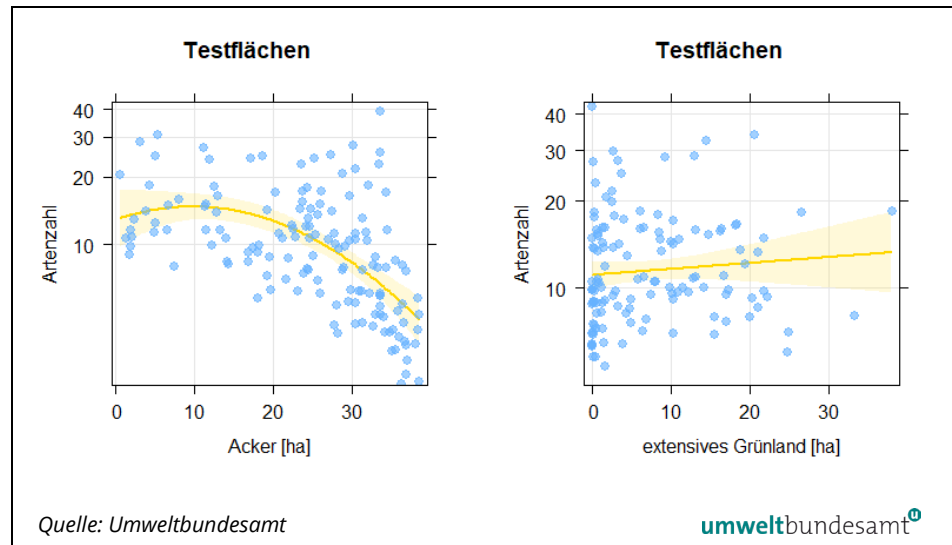 Testflächen
Artenzahl
40
30
20
10
0 10 20 30
Acker [ha]
Testflächen
Artenzahl
40
30
20
10
0 10 20 30
extensives Grünland [ha]
Quelle: Umweltbundesamt
umweltbundesamt u